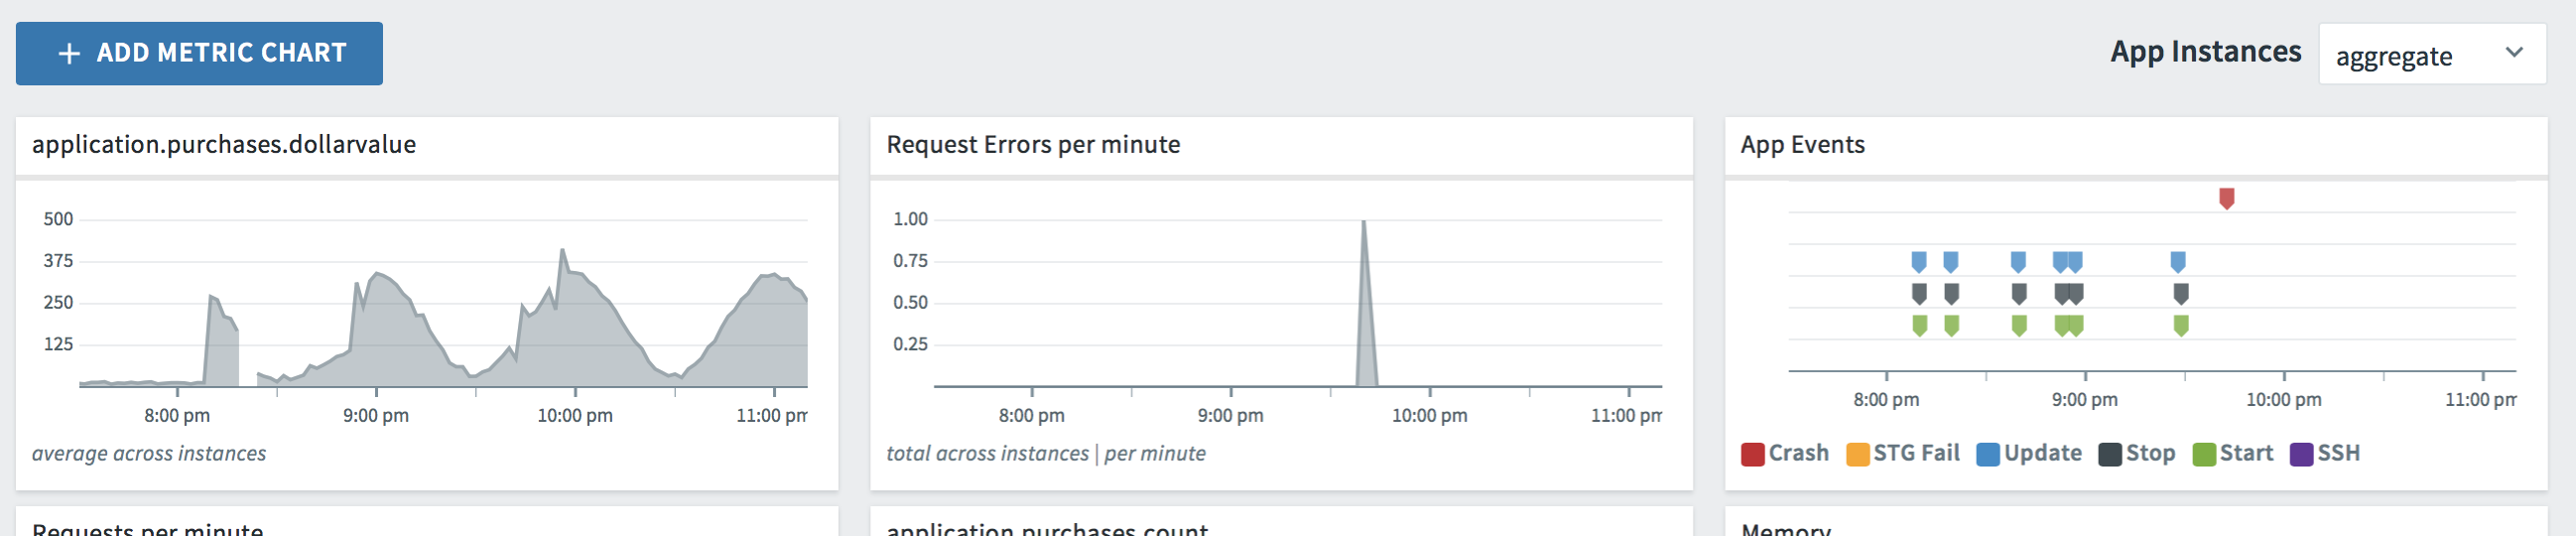 + ADD METRIC CHART
App Instances aggregate
application.purchases.dollarvalue
500
375
250
125
8:00 pm 9:00 pm 10:00 pm 11:00 pm
average across instances
Request Errors per minute
1.00
0.75
0.50
0.25
8:00 pm 9:00 pm 10:00 pm 11:00 pm
total across instances | per minute
App Events
8:00 pm 9:00 pm 10:00 pm 11:00 pm
Crash STG Fail Update Stop Start SSH
Requests per minute
application.purchases.count
Memory